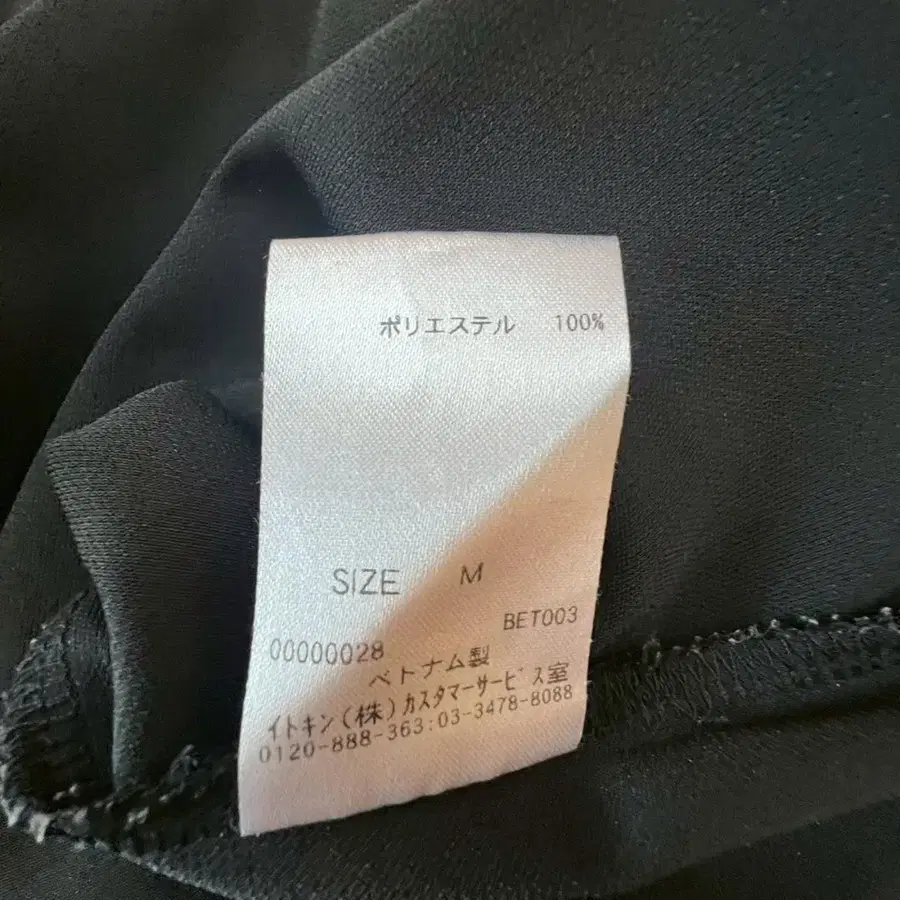 ポリエステル 100%
SIZE M
BET003
00000028
ベトナム製
イトキン(株)カスタマーサービス室
0120-888-363:03-3478-8088